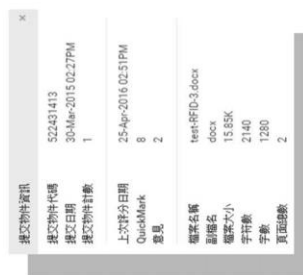 提交物件資訊 ×
提交物件代碼 522431413
提交日期 30-Mar-2015 02:27PM
提交物件計數 1
上次評分日期 25-Apr-2016 02:51PM
QuickMark 8
意見 2
檔案名稱 test-RFID-3.docx
副檔名 docx
檔案大小 15.85K
字符數 2140
字數 1280
頁面總數 2